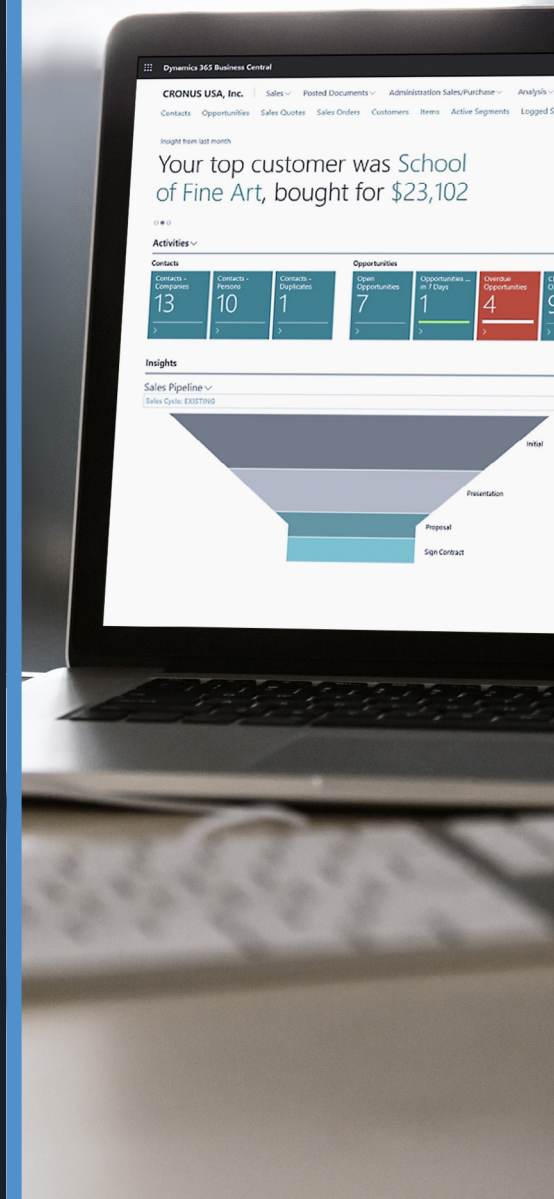 Dynamics 365 Business Central
CRONUS USA, Inc. Sales Posted Documents Administration Sales/Purchase Analysis
Contacts Opportunities Sales Quotes Sales Orders Customers Items Active Segments Logged S
Insight from last month
Your top customer was School
of Fine Art, bought for $23,102
Activities
Contacts Opportunities
Contacts -
Companies
13
Contacts -
Persons
10
Contacts -
Duplicates
1
Open
Opportunities
7
Opportunities ...
in 7 Days
1
Overdue
Opportunities
4
Insights
Sales Pipeline
Sales Cycle: EXISTING
Initial
Presentation
Proposal
Sign Contract